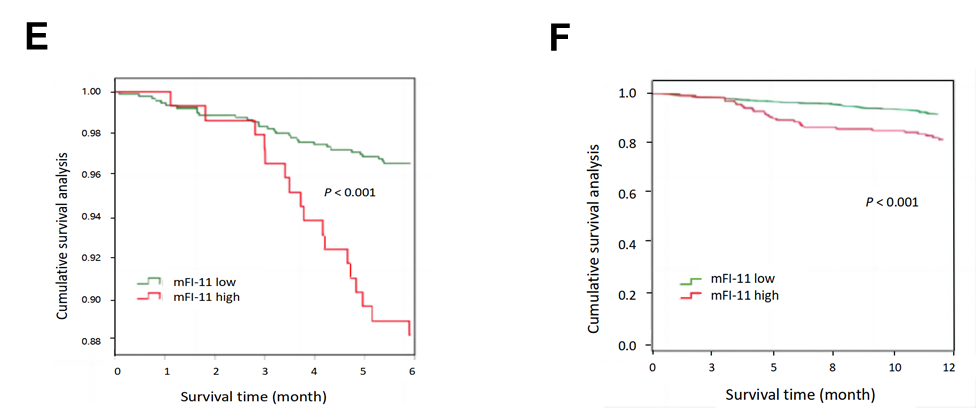 E
Cumulative survival analysis
1.00
0.98
0.96
0.94
0.92
0.90
0.88
P < 0.001
mFI-11 low
mFI-11 high
0 1 2 3 4 5 6
Survival time (month)
F
Cumulative survival analysis
1.0
0.8
0.6
0.4
0.2
0.0
P < 0.001
mFI-11 low
mFI-11 high
0 3 5 8 10 12
Survival time (month)